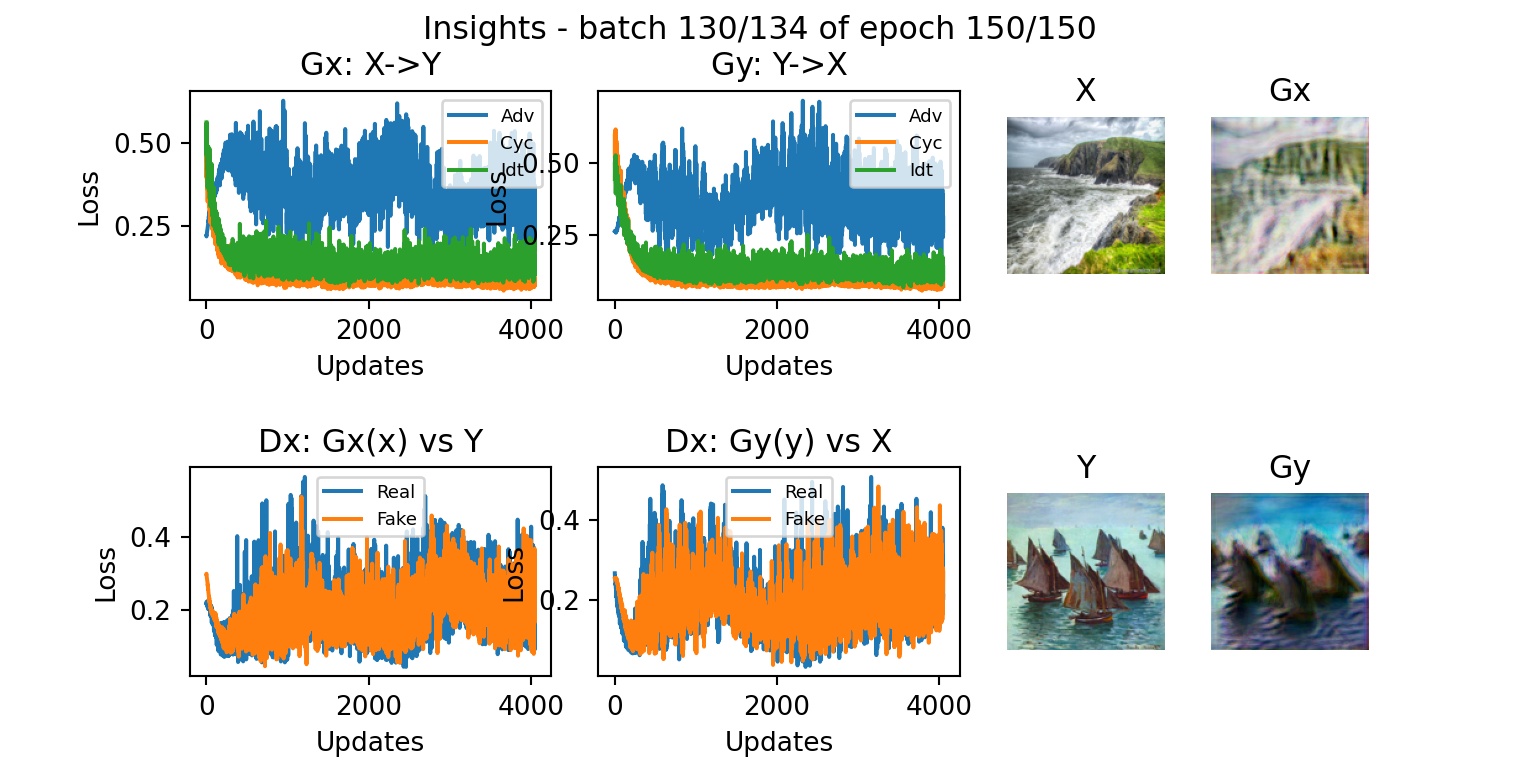 Insights - batch 130/134 of epoch 150/150
Gx: X->Y
Loss
0.50
0.25
Adv
Cyc
Idt
0
2000
4000
Updates
Gy: Y->X
Loss
0.50
0.25
Adv
Cyc
Idt
0
2000
4000
Updates
X
Gx
Dx: Gx(x) vs Y
Loss
0.4
0.2
Real
Fake
0
2000
4000
Updates
Dx: Gy(y) vs X
Loss
0.4
0.2
Real
Fake
0
2000
4000
Updates
Y
Gy